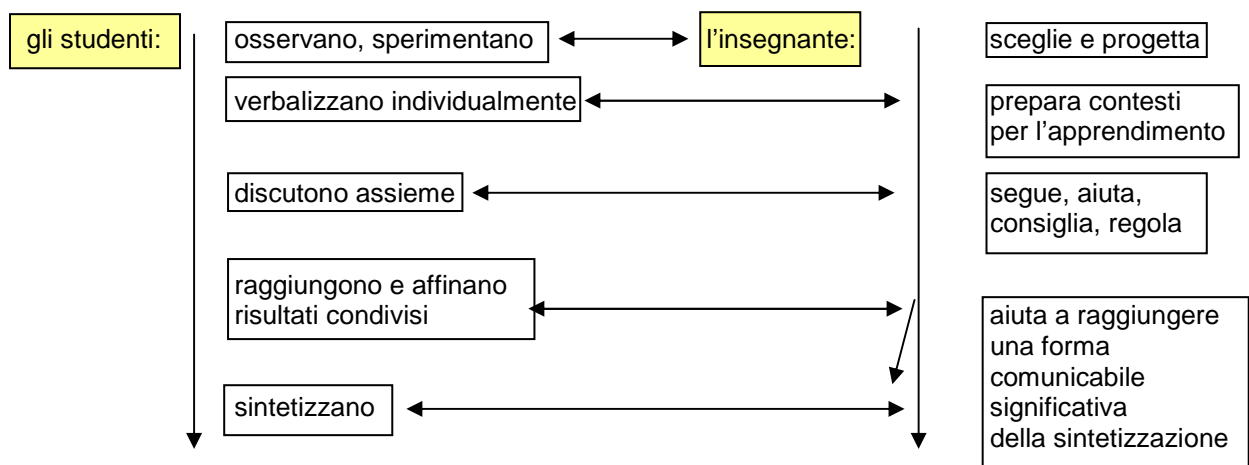 gli studenti:
osservano, sperimentano
l'insegnante:
sceglie e progetta
verbalizzano individualmente
prepara contesti
per l'apprendimento
discutono assieme
segue, aiuta,
consiglia, regola
raggiungono e affinano
risultati condivisi
aiuta a raggiungere
una forma
comunicabile
significativa
della sintetizzazione
sintetizzano